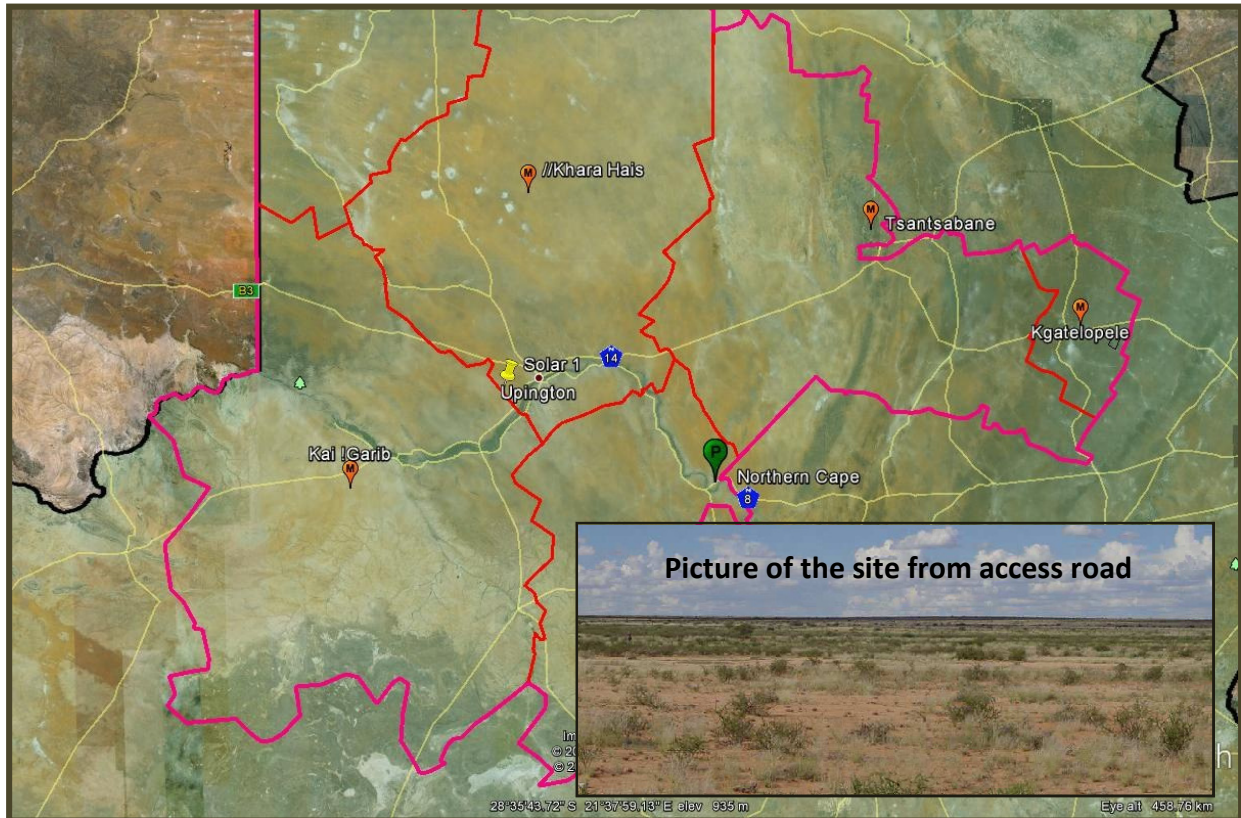 //Khara Hais
Tsantsabane
B3
Kgatelopele
Solar 1
14
Upington
Kai !Garib
P
Northern Cape
N
8
Picture of the site from access road
28°35'43.72" S 21°37'59.13" E elev 935 m
Eye alt 458.76 km
M
M
M
M
N